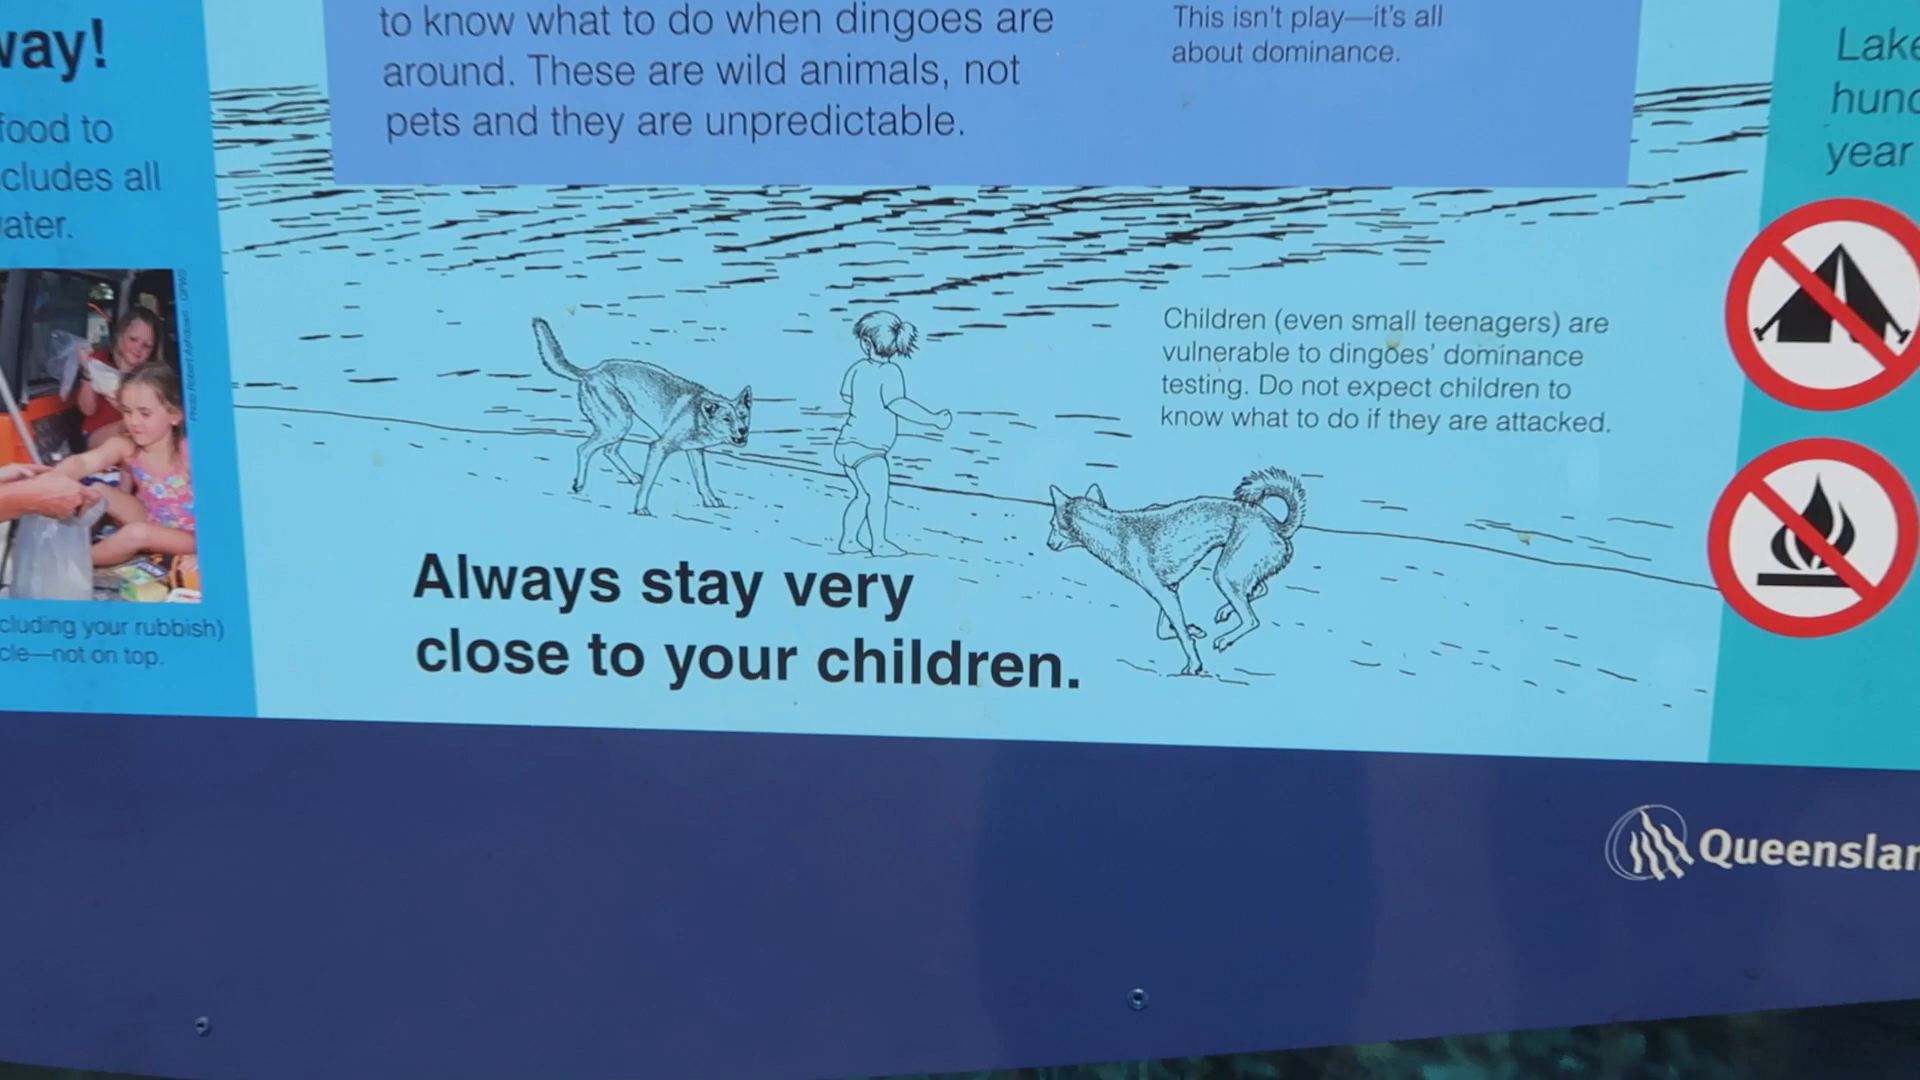 way!
food to
cludes all
ater.
cluding your rubbish)
cle—not on top.
to know what to do when dingoes are
around. These are wild animals, not
pets and they are unpredictable.
This isn't play—it's all
about dominance.
Children (even small teenagers) are
vulnerable to dingoes' dominance
testing. Do not expect children to
know what to do if they are attacked.
Always stay very
close to your children.
Lake
hund
year
Queenslan